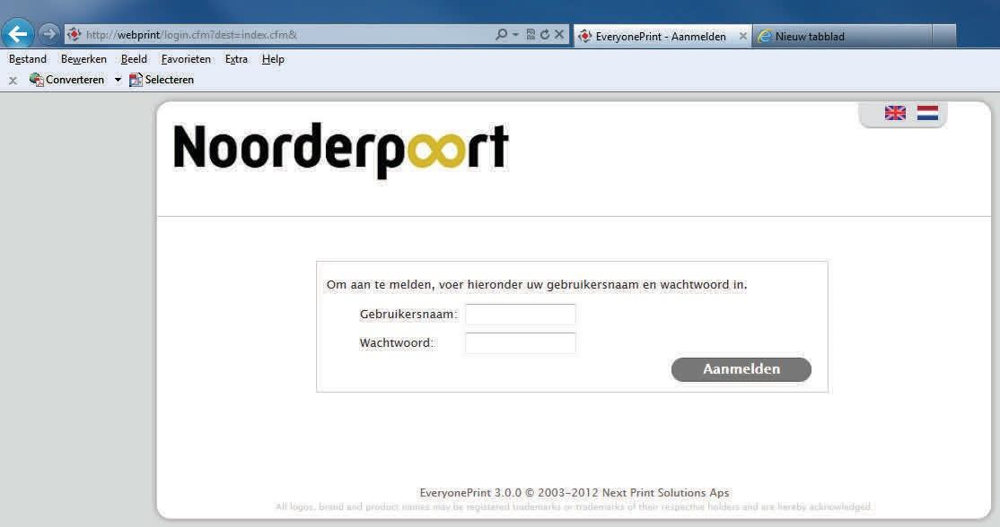 http://webprint/login.cfm?dest=index.cfm&
EveryonePrint - Aanmelden
Nieuw tabblad
Bestand Bewerken Beeld Favorieten Extra Help
x Converteren Selecteren
Noorderpoort
Om aan te melden, voer hieronder uw gebruikersnaam en wachtwoord in.
Gebruikersnaam:
Wachtwoord:
Aanmelden
EveryonePrint 3.0.0 © 2003-2012 Next Print Solutions Aps
All logos, brand and product names may be registered trademarks or trademarks of their respective holders and are hereby acknowledged.